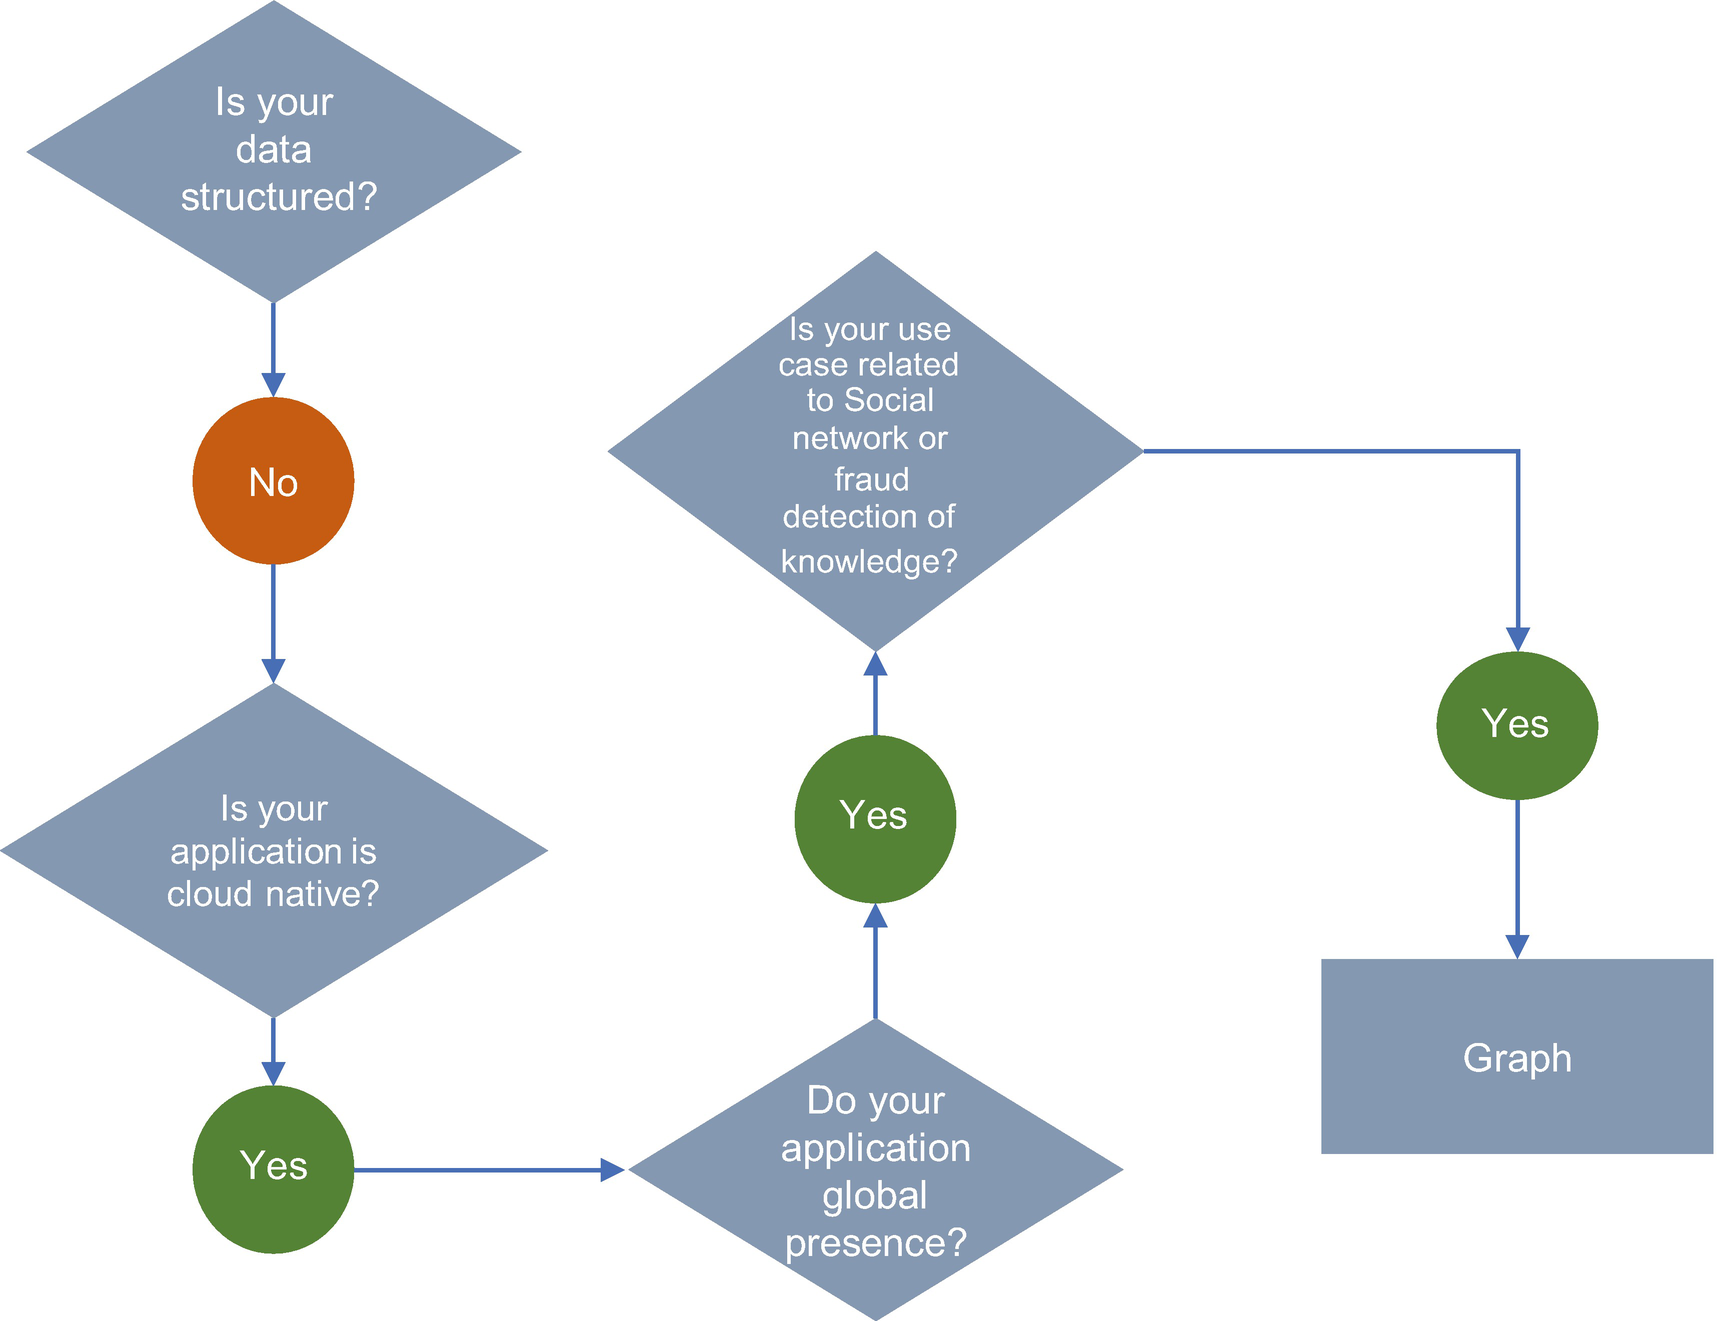 Is your
data
structured?
No
Is your
application is
cloud native?
Yes
Do your
application
global
presence?
Yes
Is your use
case related
to Social
network or
fraud
detection of
knowledge?
Yes
Graph